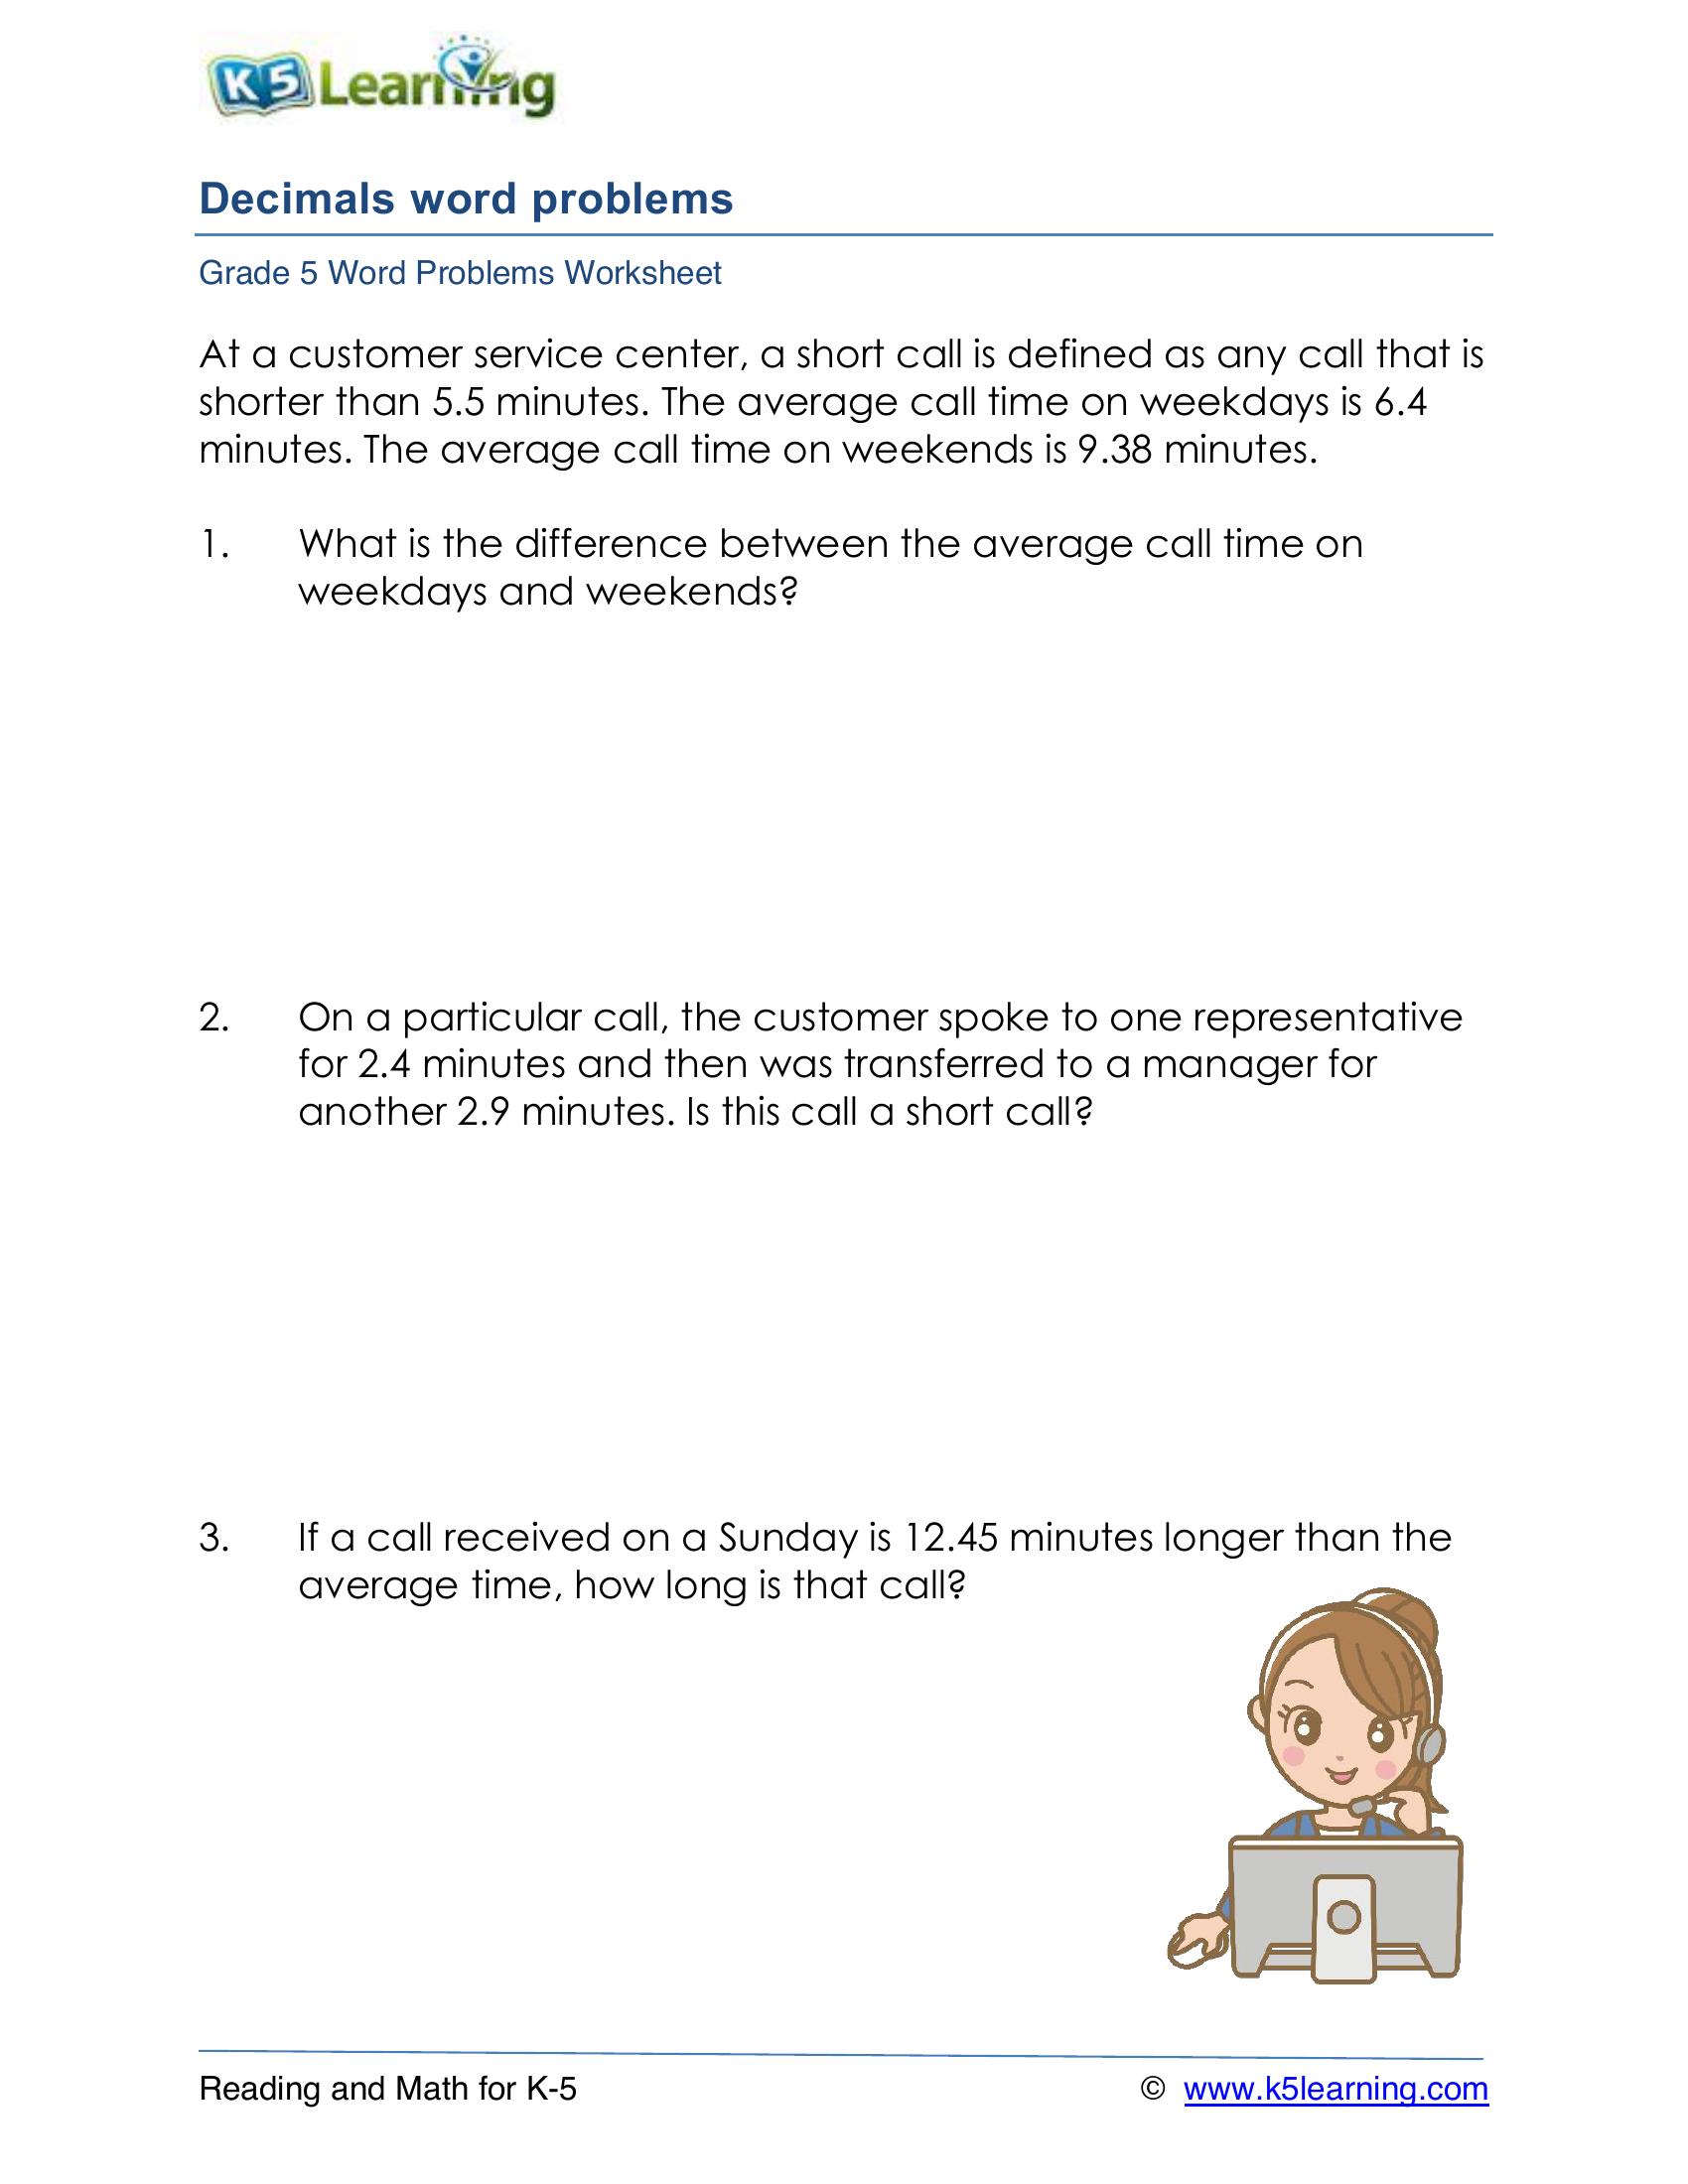 K5 Learning
Decimals word problems
Grade 5 Word Problems Worksheet
At a customer service center, a short call is defined as any call that is
shorter than 5.5 minutes. The average call time on weekdays is 6.4
minutes. The average call time on weekends is 9.38 minutes.
1. What is the difference between the average call time on
weekdays and weekends?
2. On a particular call, the customer spoke to one representative
for 2.4 minutes and then was transferred to a manager for
another 2.9 minutes. Is this call a short call?
3. If a call received on a Sunday is 12.45 minutes longer than the
average time, how long is that call?
Reading and Math for K-5 © www.k5learning.com